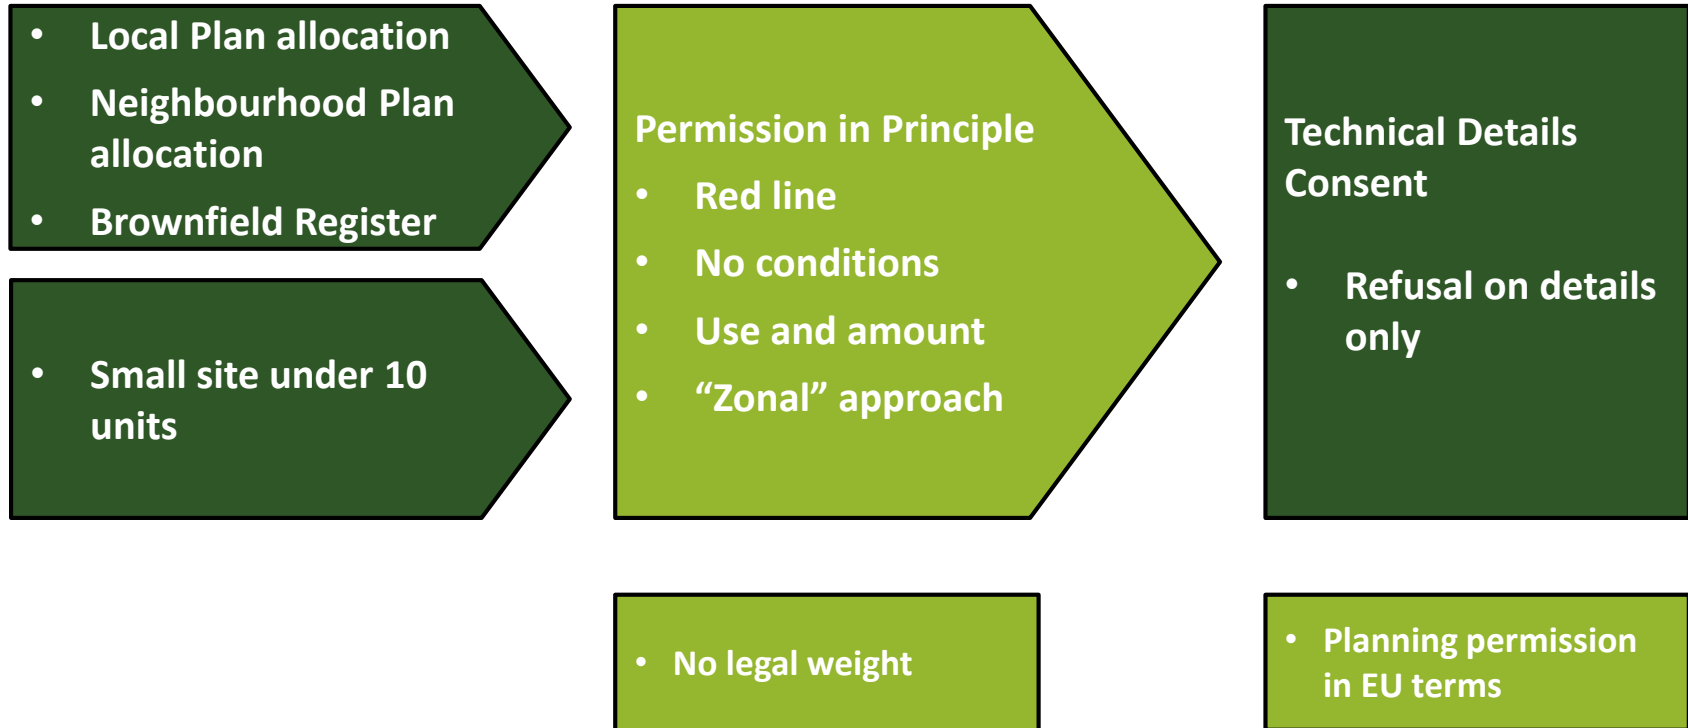 • Local Plan allocation
• Neighbourhood Plan
allocation
• Brownfield Register
• Small site under 10
units
Permission in Principle
• Red line
• No conditions
• Use and amount
• “Zonal” approach
Technical Details
Consent
• Refusal on details
only
• No legal weight
• Planning permission
in EU terms